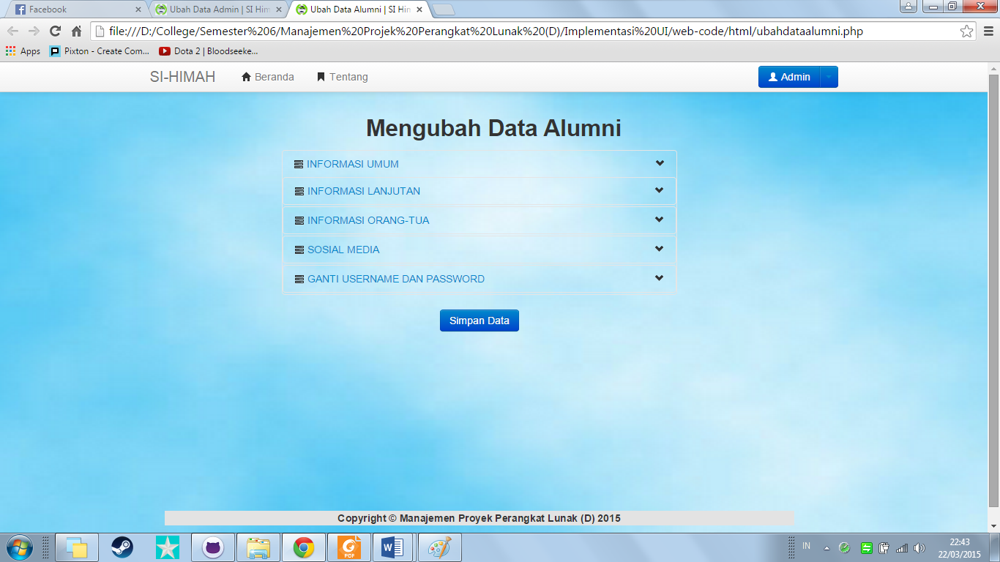 Facebook
Ubah Data Admin | SI Him
Ubah Data Alumni | SI Him
file:///D:/College/Semester%206/Manajemen%20Projek%20Perangkat%20Lunak%20(D)/Implementasi%20UI/web-code/html/ubahdataalumni.php
Apps
Pixton - Create Com...
Dota 2 | Bloodseeke...
SI-HIMAH
Beranda
Tentang
Admin
Mengubah Data Alumni
INFORMASI UMUM
INFORMASI LANJUTAN
INFORMASI ORANG-TUA
SOSIAL MEDIA
GANTI USERNAME DAN PASSWORD
Simpan Data
Copyright © Manajemen Proyek Perangkat Lunak (D) 2015
PDF
IN
22:43
22/03/2015